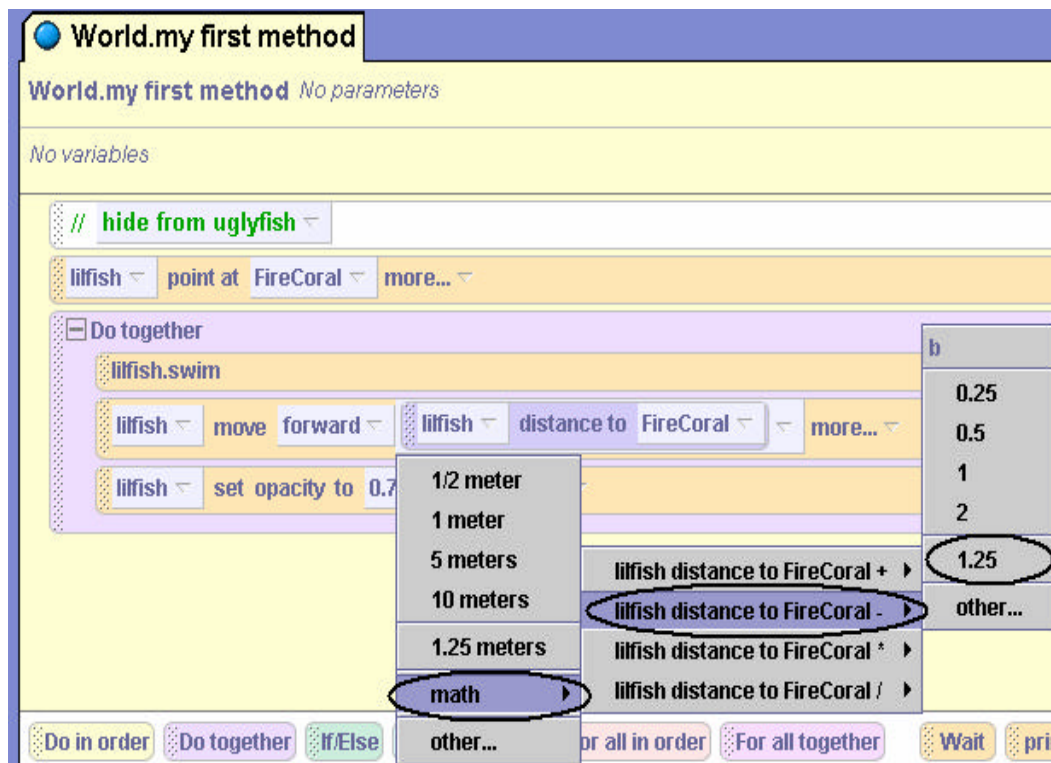 World.my first method
World.my first method No parameters
No variables
// hide from uglyfish
lilfish point at FireCoral more...
Do together
lilfish.swim
lilfish move forward lilfish distance to FireCoral more...
lilfish set opacity to 0.7
1/2 meter
1 meter
5 meters
10 meters
1.25 meters
math
other...
lilfish distance to FireCoral +
lilfish distance to FireCoral -
lilfish distance to FireCoral *
lilfish distance to FireCoral /
b
0.25
0.5
1
2
1.25
other...
Do in order Do together If/Else all in order For all together Wait